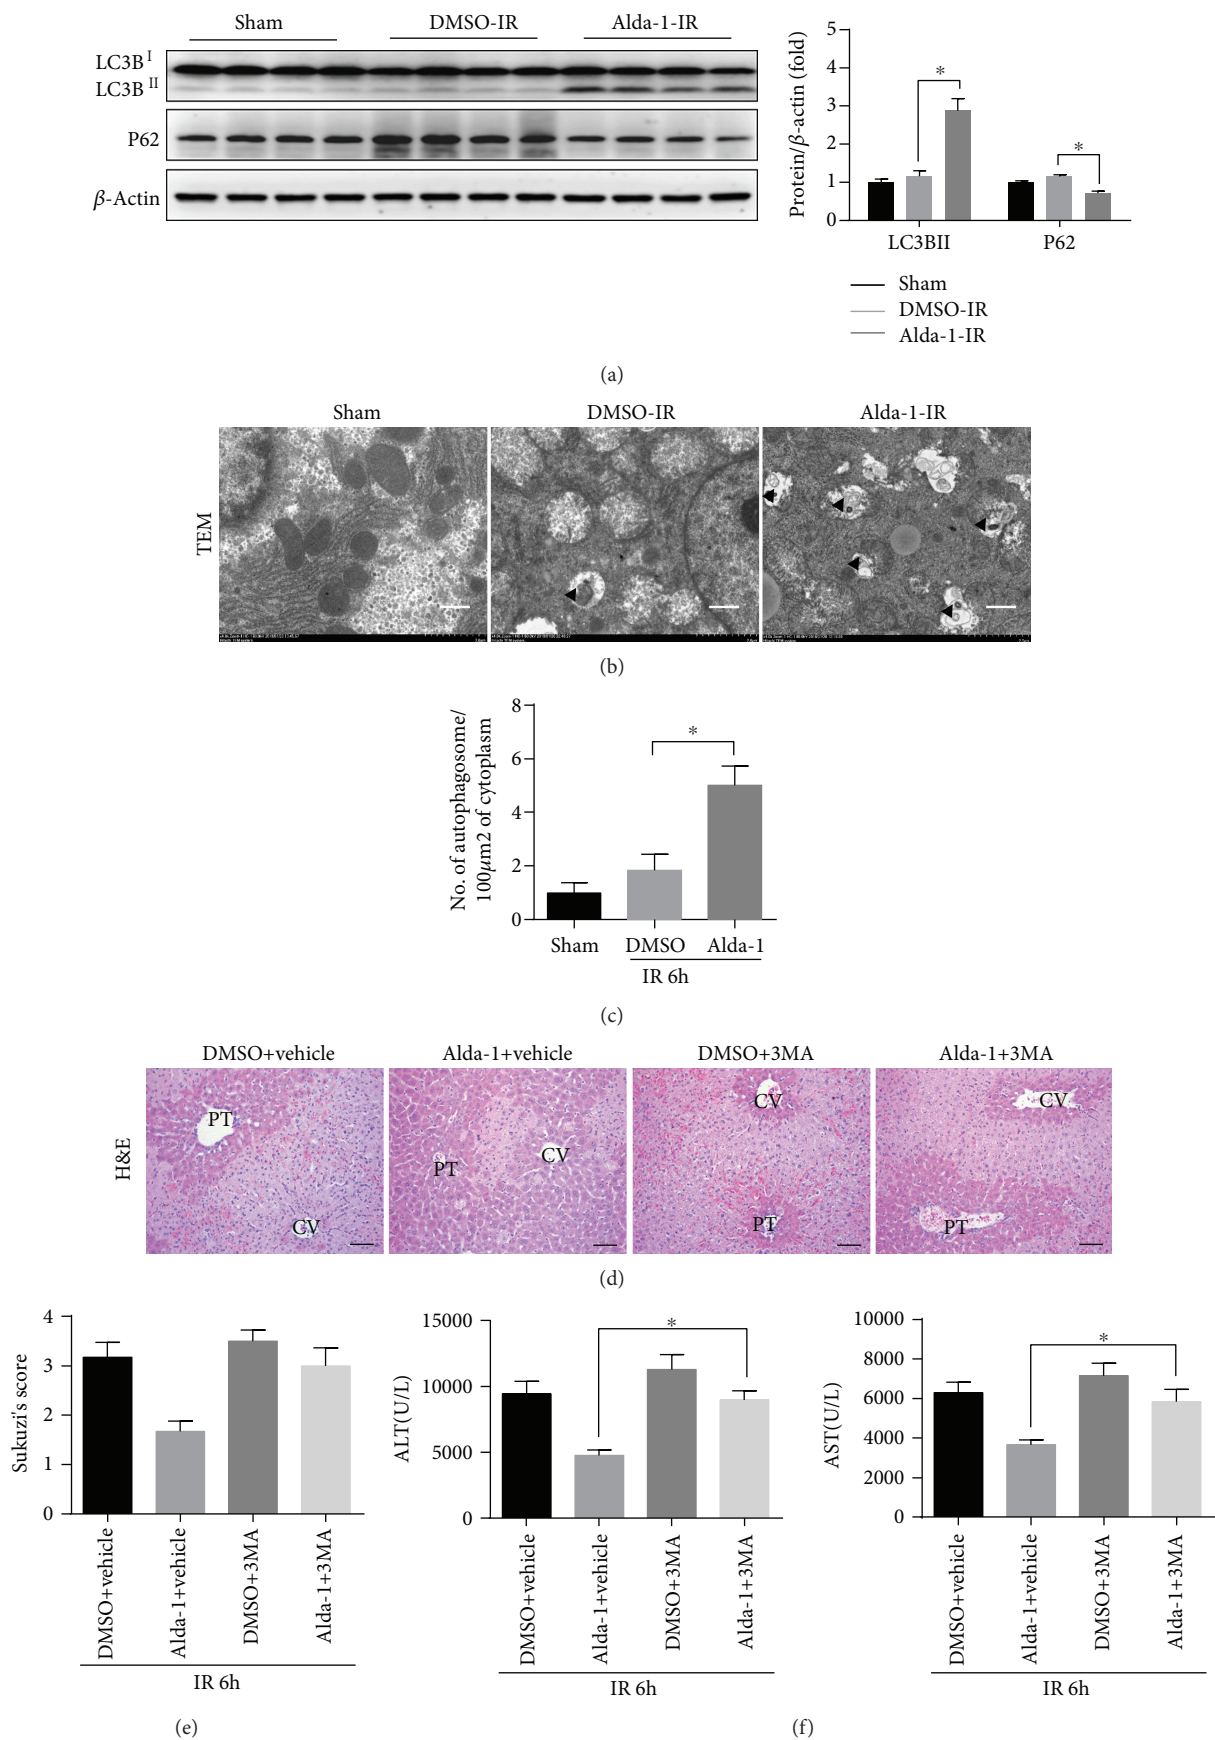 Sham DMSO-IR Alda-1-IR
LC3B I
LC3B II
P62
β-Actin
Protein/β-actin (fold)
5
4
3
2
1
0
* *
LC3BII P62
Sham
DMSO-IR
Alda-1-IR
(a)
Sham DMSO-IR Alda-1-IR
TEM
(b)
No. of autophagosome/
100μm2 of cytoplasm
8
6
4
2
0
*
Sham DMSO Alda-1
IR 6h
(c)
DMSO+vehicle Alda-1+vehicle DMSO+3MA Alda-1+3MA
H&E
PT CV
PT CV
CV PT
CV PT
(d)
Sukuzi's score
4
3
2
1
0
DMSO+vehicle
Alda-1+vehicle
DMSO+3MA
Alda-1+3MA
IR 6h
(e)
ALT(U/L)
15000
10000
5000
0
*
DMSO+vehicle
Alda-1+vehicle
DMSO+3MA
Alda-1+3MA
IR 6h
AST(U/L)
10000
8000
6000
4000
2000
0
*
DMSO+vehicle
Alda-1+vehicle
DMSO+3MA
Alda-1+3MA
IR 6h
(f)